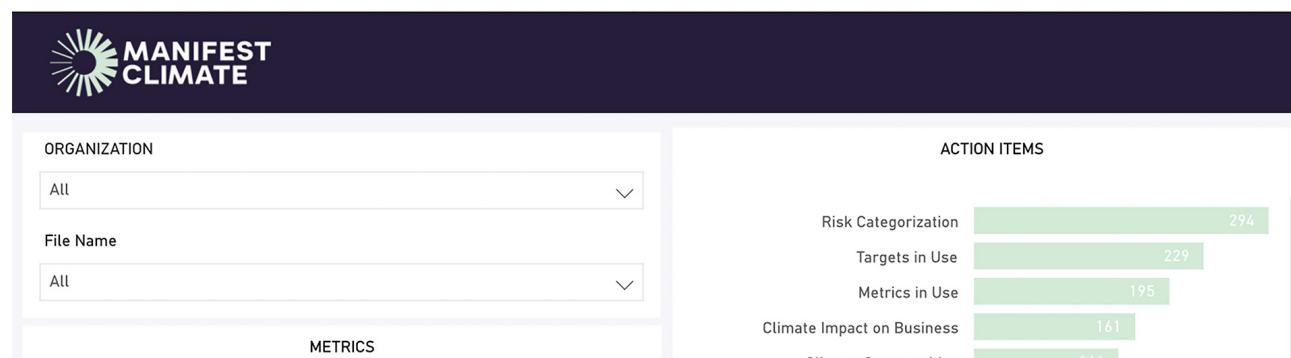 MANIFEST
CLIMATE
ORGANIZATION
All
File Name
All
METRICS
ACTION ITEMS
Risk Categorization 294
Targets in Use 229
Metrics in Use 195
Climate Impact on Business 161